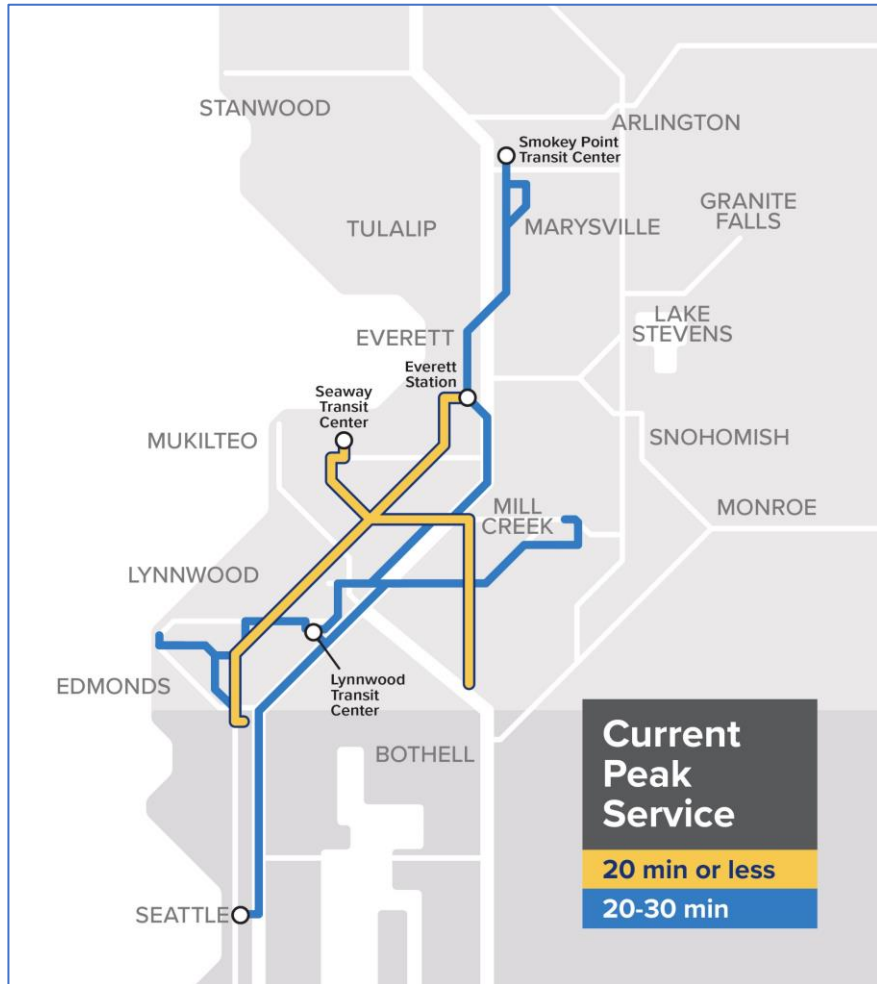 STANWOOD
ARLINGTON
Smokey Point
Transit Center
GRANITE
FALLS
TULALIP
MARYSVILLE
LAKE
STEVENS
EVERETT
Everett
Station
Seaway
Transit
Center
MUKILTEO
SNOHOMISH
MILL
CREEK
MONROE
LYNNWOOD
EDMONDS
Lynnwood
Transit
Center
BOTHELL
SEATTLE
Current
Peak
Service
20 min or less
20-30 min